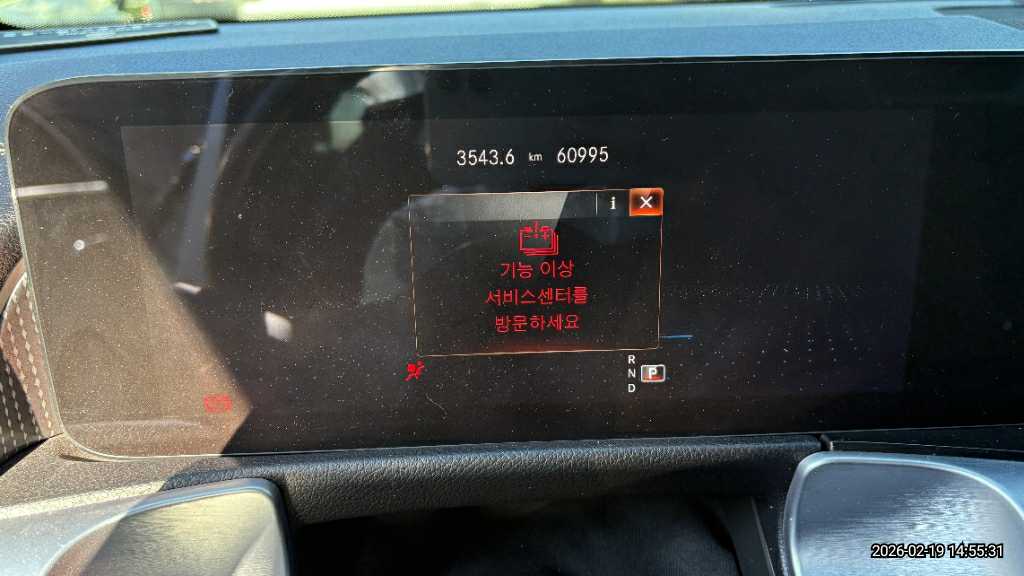 3543.6 km 60995
i ×
기능 이상
서비스센터를
방문하세요
R
N P
D
2026-02-19 14:55:31